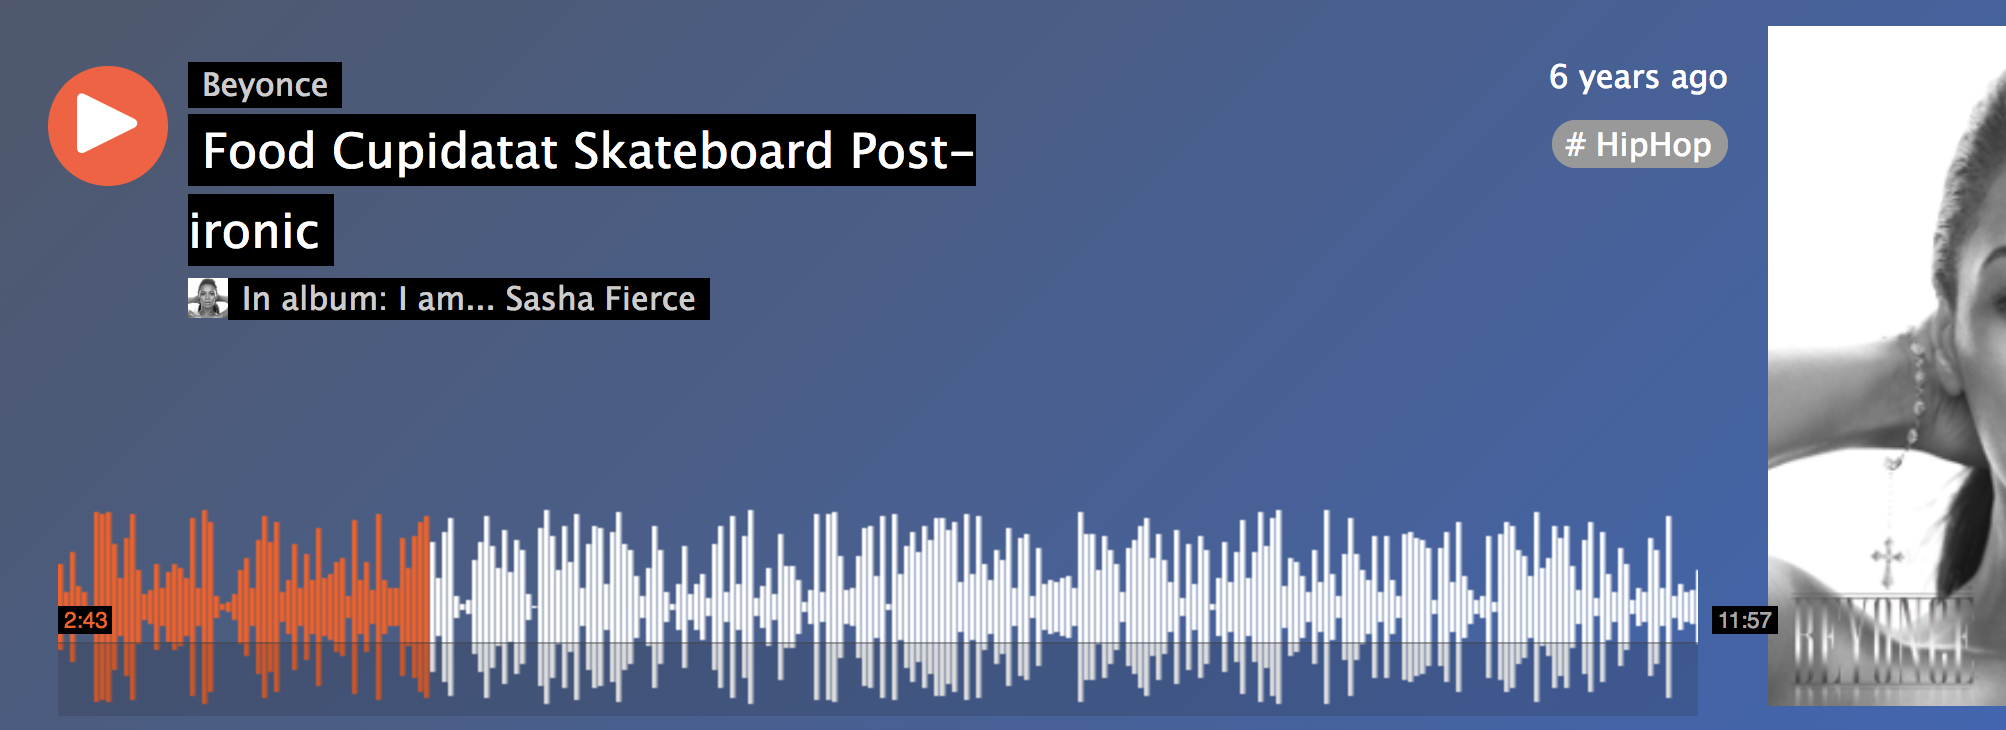 Beyonce
6 years ago
Food Cupidatat Skateboard Post-
# HipHop
ironic
In album: I am... Sasha Fierce
2:43
11:57
BEYONCE